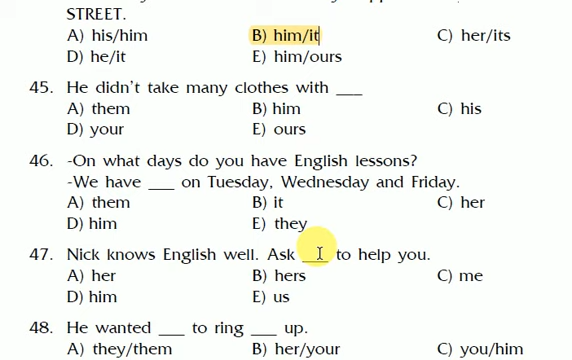 STREET.
A) his/him B) him/it C) her/its
D) he/it E) him/ours
45. He didn't take many clothes with ___
A) them B) him C) his
D) your E) ours
46. -On what days do you have English lessons?
-We have ___ on Tuesday, Wednesday and Friday.
A) them B) it C) her
D) him E) they
47. Nick knows English well. Ask ___ to help you.
A) her B) hers C) me
D) him E) us
48. He wanted ___ to ring ___ up.
A) they/them B) her/your C) you/him